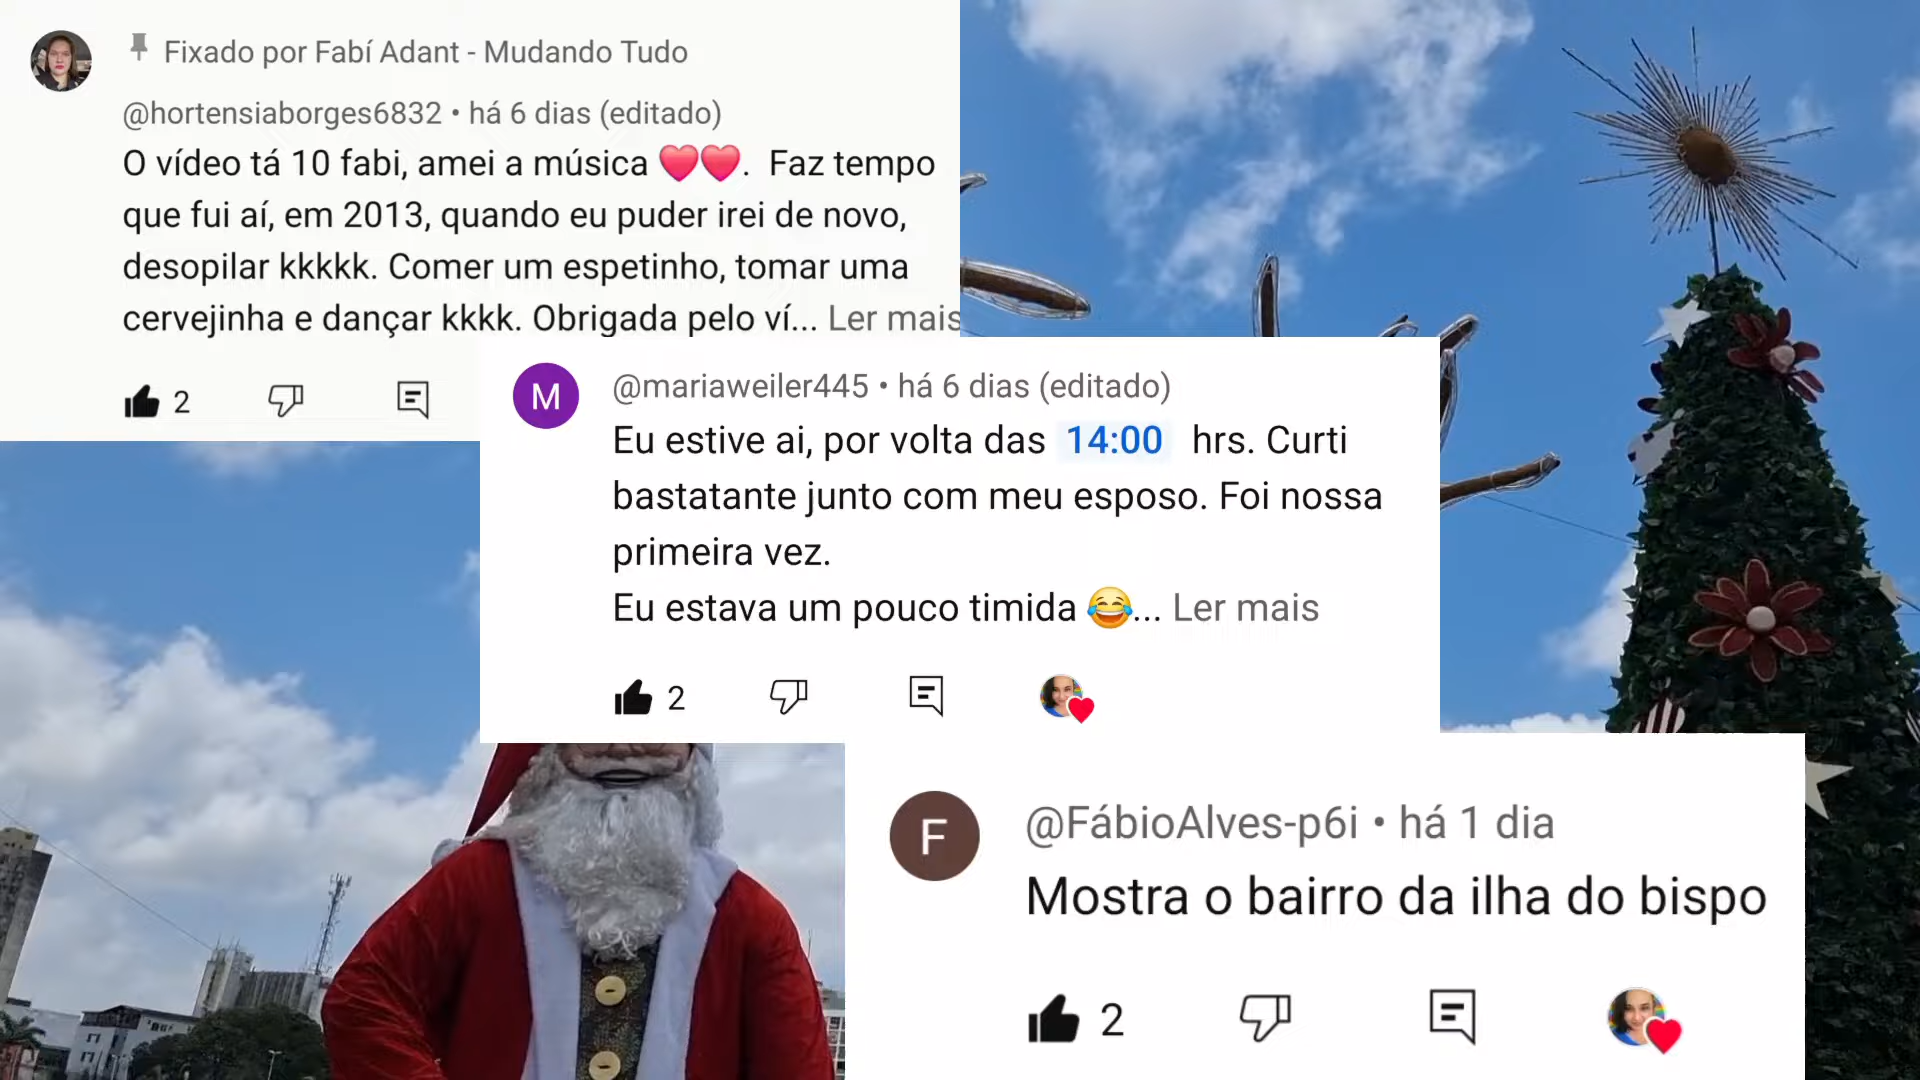 Fixado por Fabí Adant - Mudando Tudo
@hortensiaborges6832 • há 6 dias (editado)
O vídeo tá 10 fabi, amei a música ❤️❤️. Faz tempo
que fui aí, em 2013, quando eu puder irei de novo,
desopilar kkkkk. Comer um espetinho, tomar uma
cervejinha e dançar kkkk. Obrigada pelo ví... Ler mais
2
M
@mariaweiler445 • há 6 dias (editado)
Eu estive ai, por volta das 14:00 hrs. Curti
bastatante junto com meu esposo. Foi nossa
primeira vez.
Eu estava um pouco timida 😂... Ler mais
2
F
@FábioAlves-p6i • há 1 dia
Mostra o bairro da ilha do bispo
2